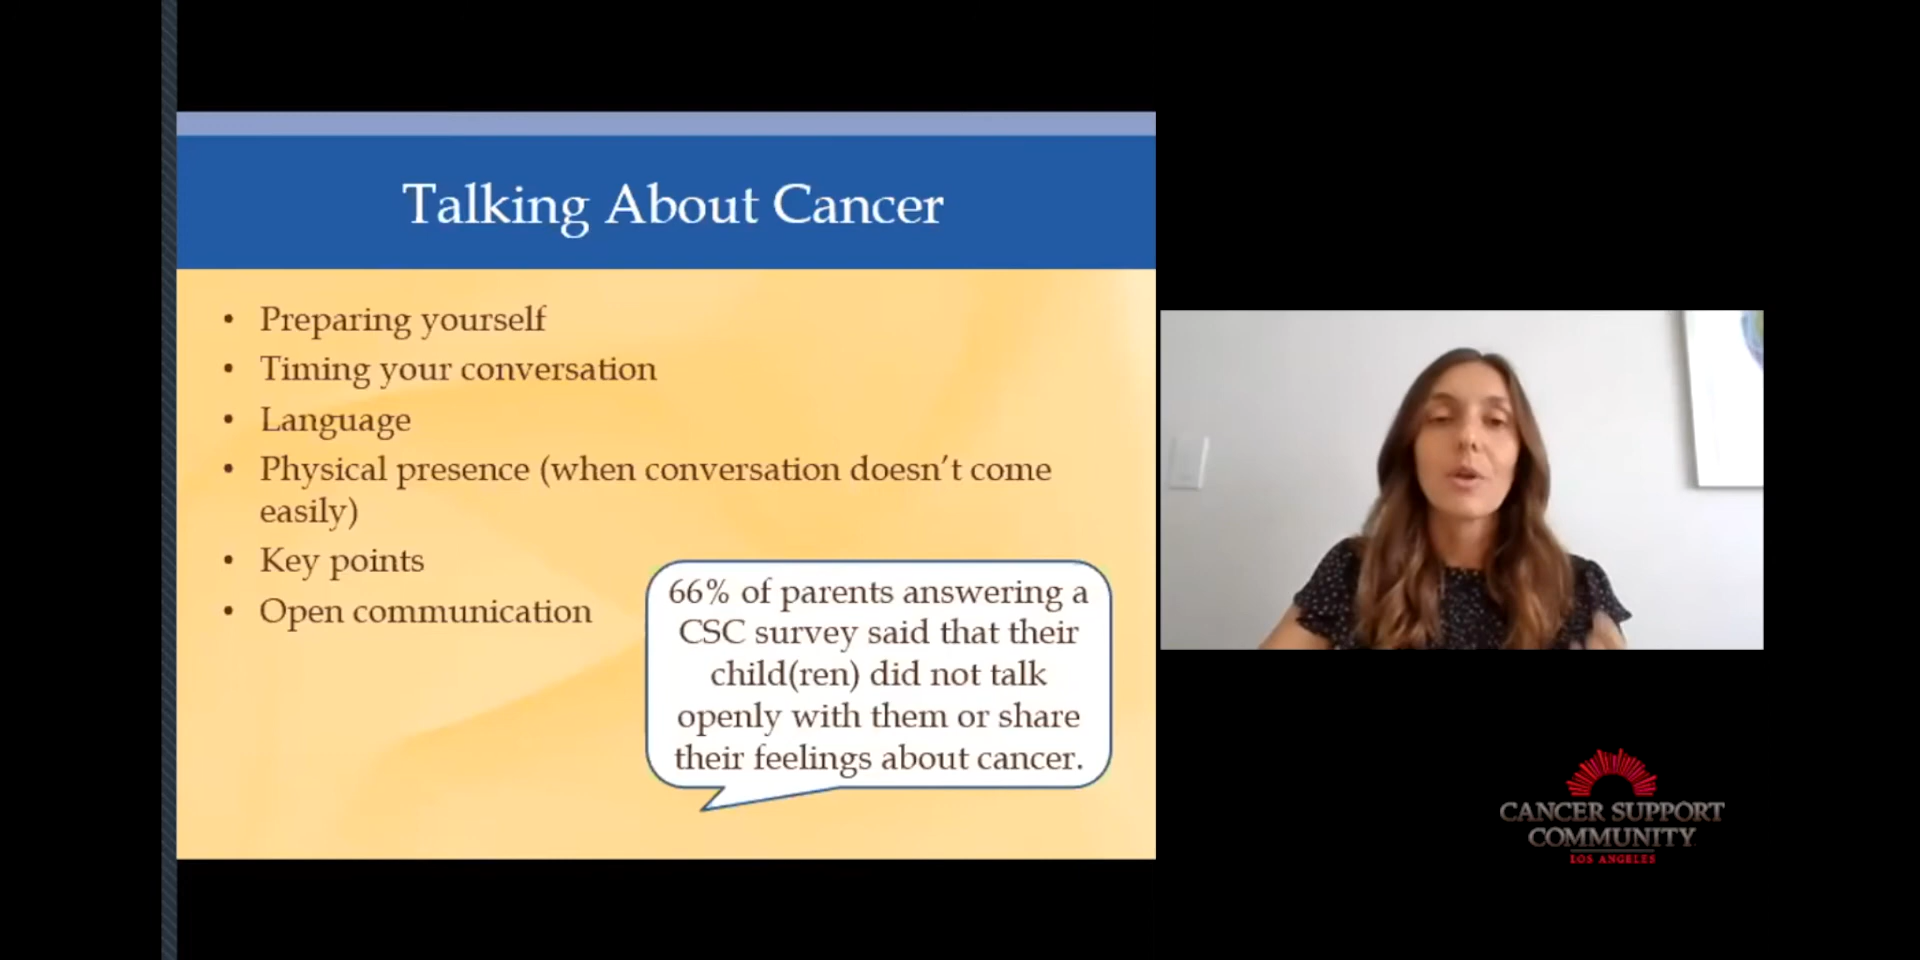 Talking About Cancer
• Preparing yourself
• Timing your conversation
• Language
• Physical presence (when conversation doesn't come
easily)
• Key points
• Open communication
66% of parents answering a
CSC survey said that their
child(ren) did not talk
openly with them or share
their feelings about cancer.
CANCER SUPPORT
COMMUNITY
LOS ANGELES